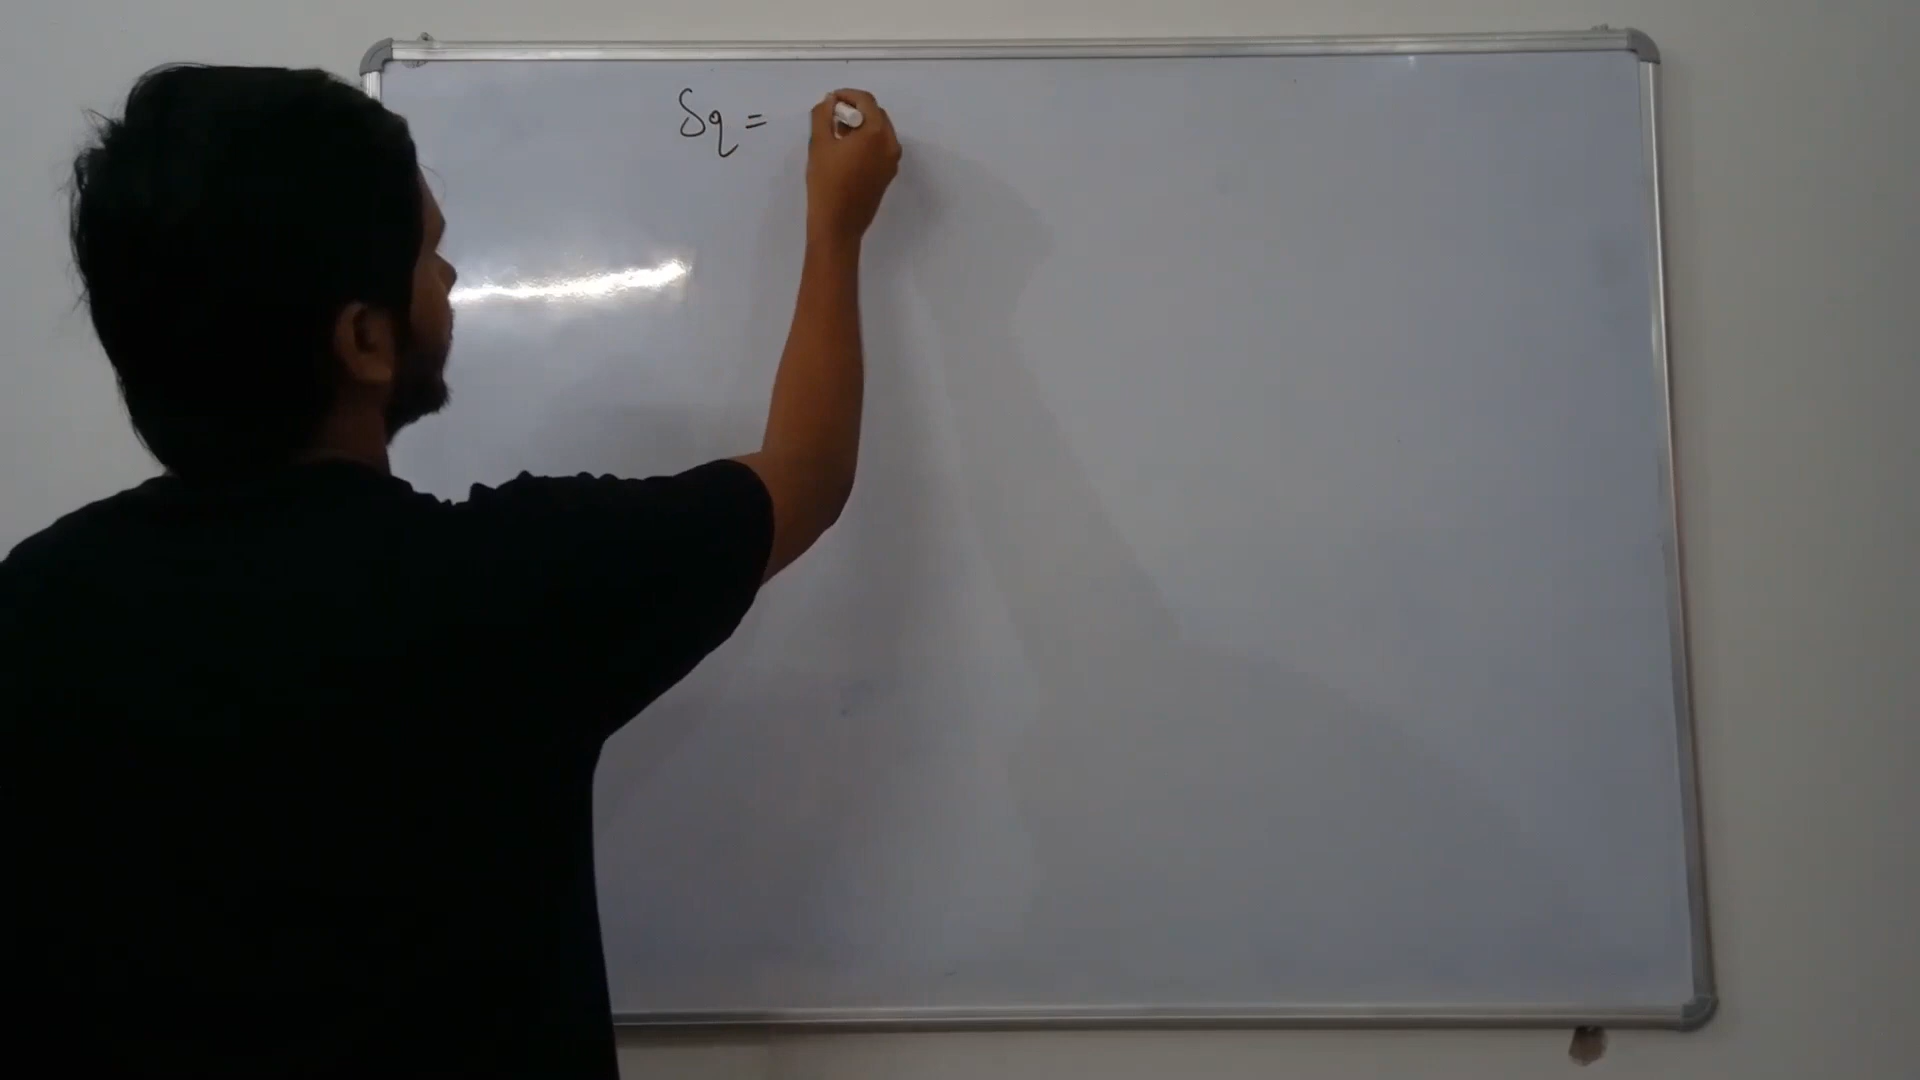 δq =